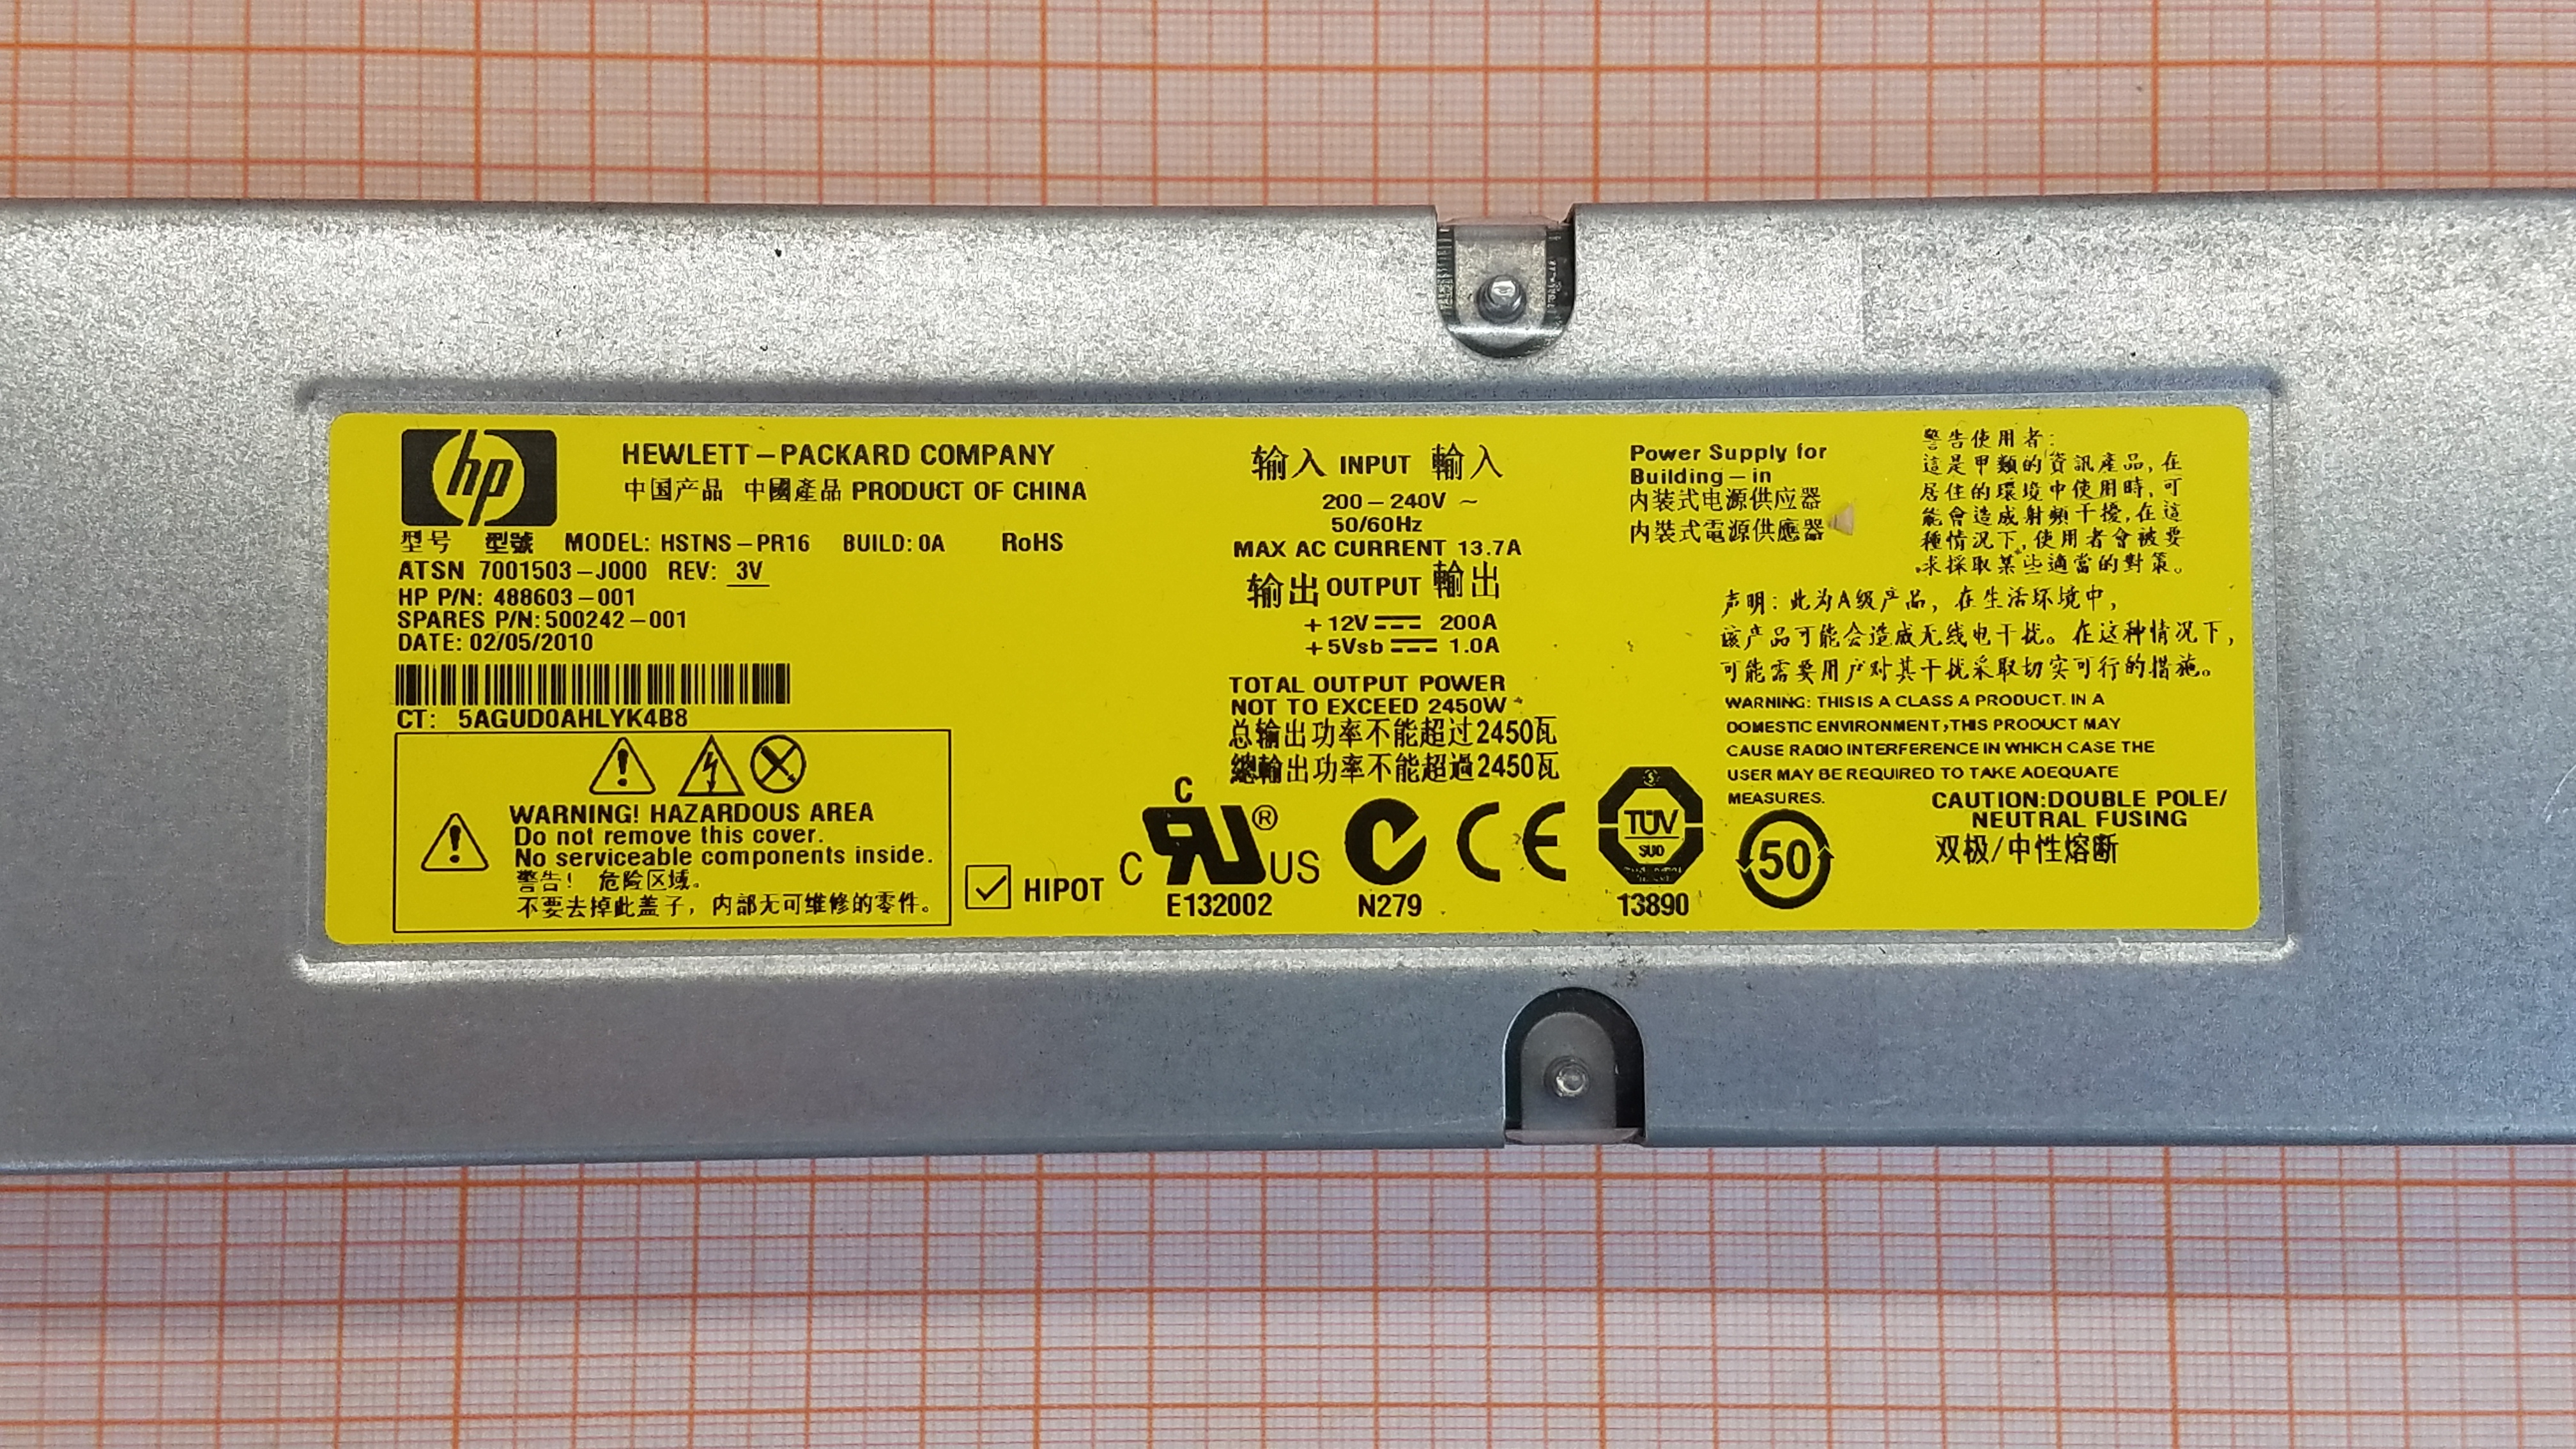 hp
HEWLETT-PACKARD COMPANY
中国产品 中國產品 PRODUCT OF CHINA
型号 型號 MODEL: HSTNS-PR16 BUILD: 0A RoHS
ATSN 7001503-J000 REV: 3V
HP P/N: 488603-001
SPARES P/N: 500242-001
DATE: 02/05/2010
CT: 5AGUD0AHLYK4B8
WARNING! HAZARDOUS AREA
Do not remove this cover.
No serviceable components inside.
警告! 危险区域。
不要去掉此盖子，内部无可维修的零件。
HIPOT
输入 INPUT 輸入
200-240V ~
50/60Hz
MAX AC CURRENT 13.7A
输出 OUTPUT 輸出
+12V 200A
+5Vsb 1.0A
TOTAL OUTPUT POWER
NOT TO EXCEED 2450W
总输出功率不能超过2450瓦
總輸出功率不能超過2450瓦
C
C US ®
E132002
N279
CE
TÜV
SÜD
13890
50
Power Supply for
Building-in
内装式电源供应器
內裝式電源供應器
警告使用者:
這是甲類的資訊產品,在
居住的環境中使用時,可
能會造成射頻干擾,在這
種情況下,使用者會被要
求採取某些適當的對策。
声明: 此为A级产品，在生活环境中，
该产品可能会造成无线电干扰。在这种情况下，
可能需要用户对其干扰采取切实可行的措施。
WARNING: THIS IS A CLASS A PRODUCT. IN A
DOMESTIC ENVIRONMENT,THIS PRODUCT MAY
CAUSE RADIO INTERFERENCE IN WHICH CASE THE
USER MAY BE REQUIRED TO TAKE ADEQUATE
MEASURES.
CAUTION:DOUBLE POLE/
NEUTRAL FUSING
双极/中性熔断